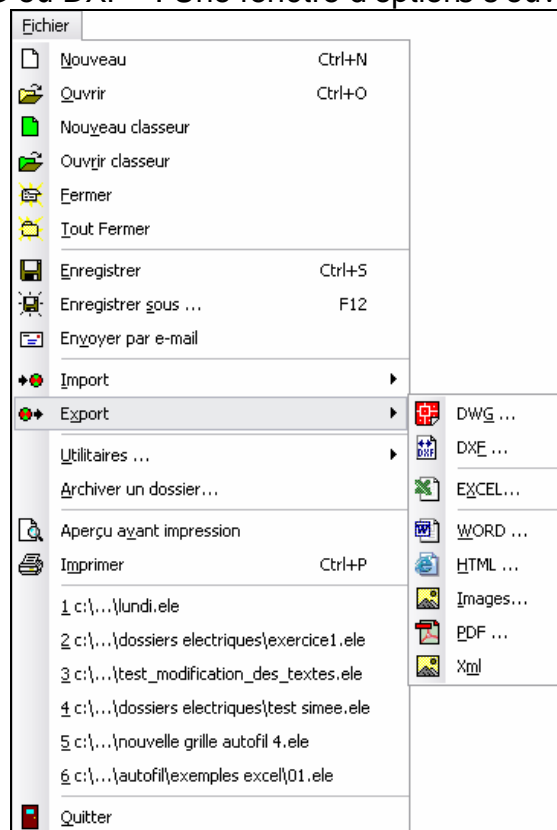 ou DXF ». Une fenêtre d'options s'ouv
Fichier
Nouveau Ctrl+N
Ouvrir Ctrl+O
Nouveau classeur
Ouvrir classeur
Fermer
Tout Fermer
Enregistrer Ctrl+S
Enregistrer sous ... F12
Envoyer par e-mail
Import
Export
Utilitaires ...
Archiver un dossier...
Aperçu avant impression
Imprimer Ctrl+P
1 c:\...\lundi.ele
2 c:\...\dossiers electriques\exercice1.ele
3 c:\...\test_modification_des_textes.ele
4 c:\...\dossiers electriques\test simee.ele
5 c:\...\nouvelle grille autofil 4.ele
6 c:\...\autofil\exemples excel\01.ele
Quitter
DWG ...
DXF ...
EXCEL...
WORD ...
HTML ...
Images...
PDF ...
Xml